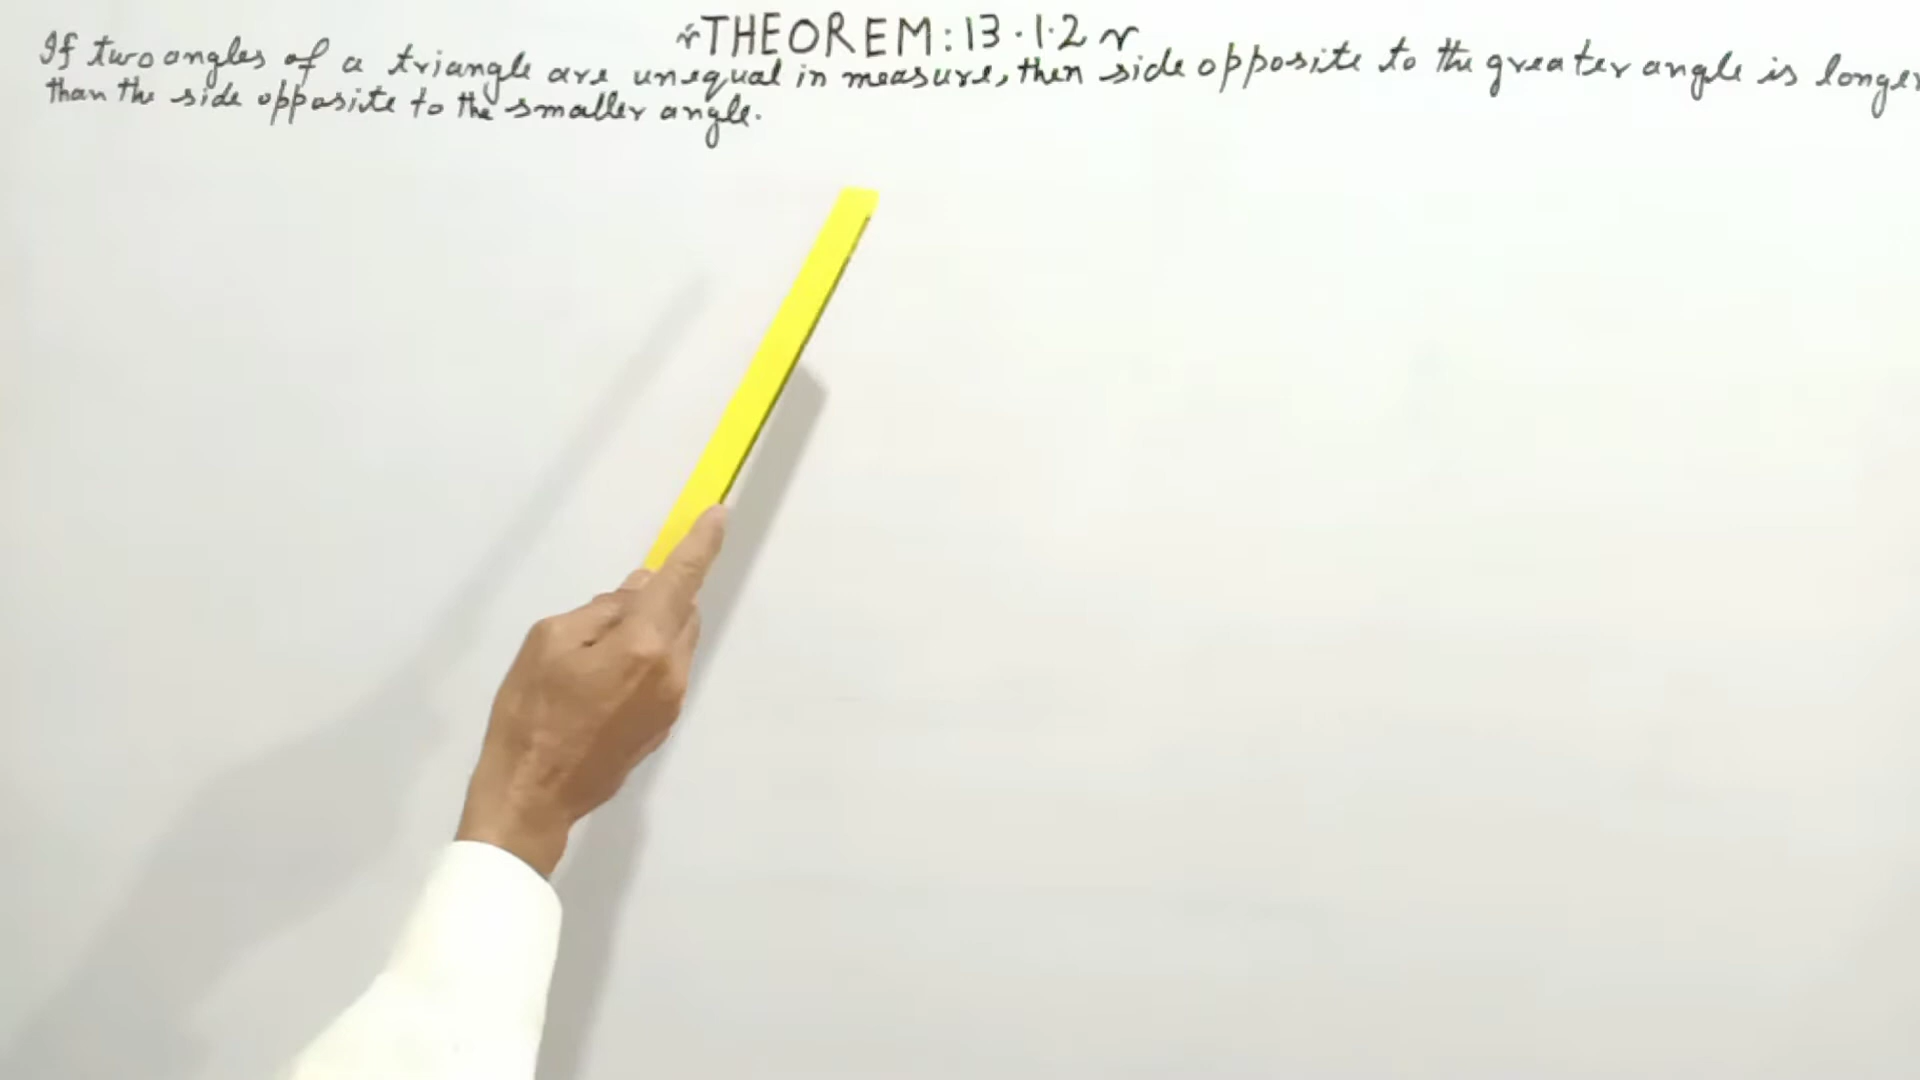 THEOREM:13.1.2
If two angles of a triangle are unequal in measure, then side opposite to the greater angle is longer
than the side opposite to the smaller angle.